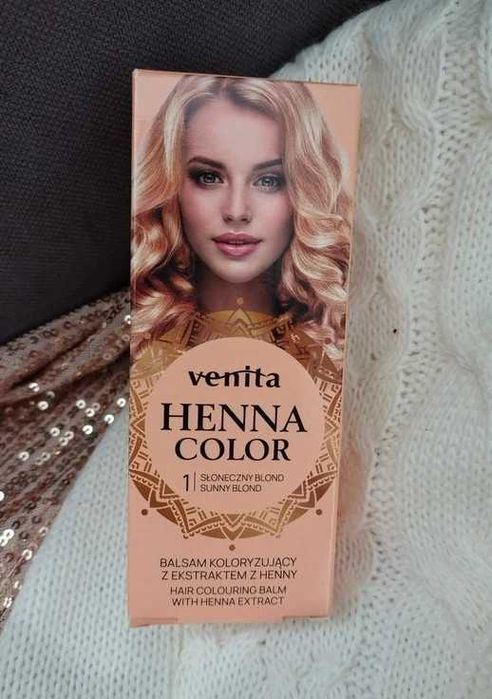 venita
HENNA
COLOR
1 | SŁONECZNY BLOND
SUNNY BLOND
BALSAM KOLORYZUJĄCY
Z EKSTRAKTEM Z HENNY
HAIR COLOURING BALM
WITH HENNA EXTRACT